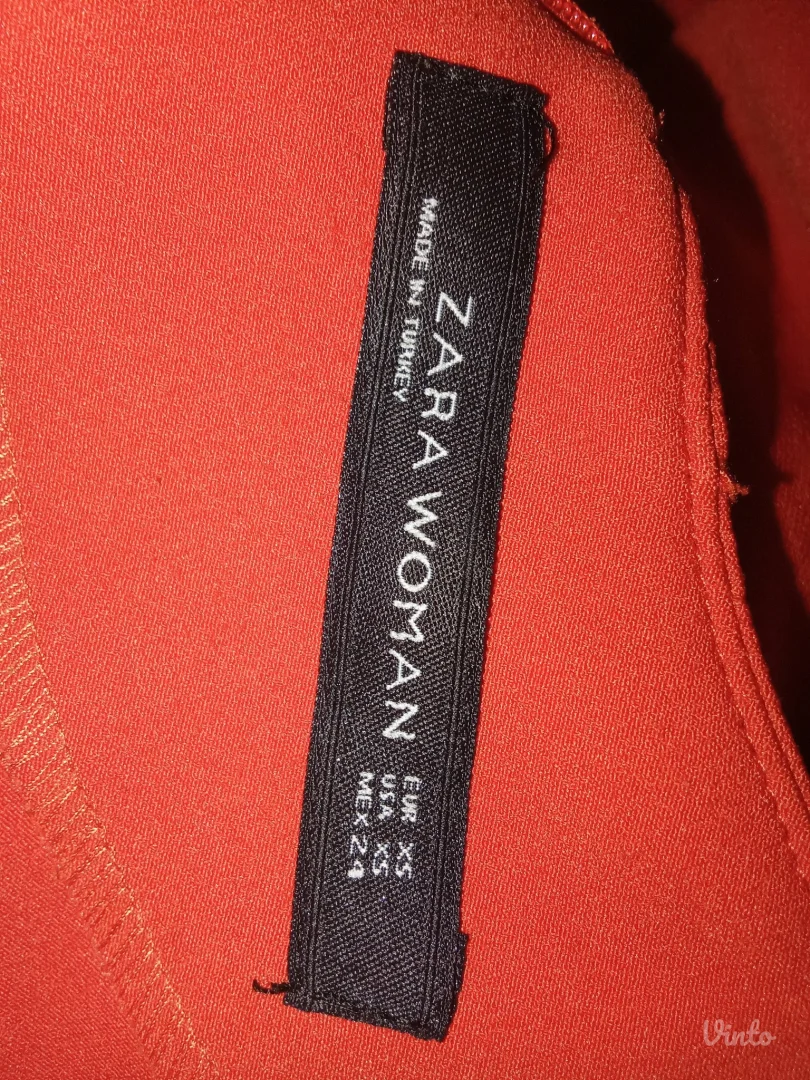 ZARA WOMAN
MADE IN TURKEY
EUR XS
USA XS
MEX 24
Vinto